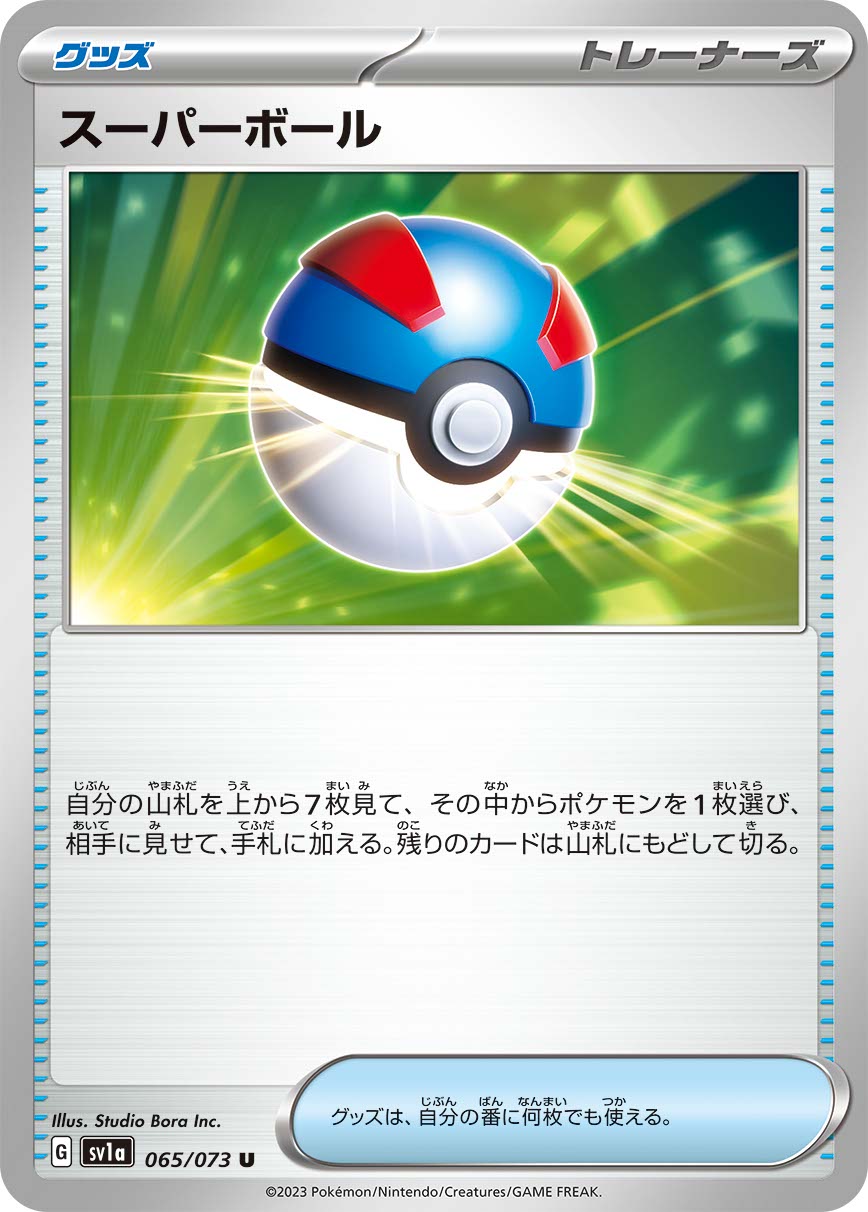 グッズ
トレーナーズ
スーパーボール
自分の山札を上から7枚見て、その中からポケモンを1枚選び、
相手に見せて、手札に加える。残りのカードは山札にもどして切る。
グッズは、自分の番に何枚でも使える。
Illus. Studio Bora Inc.
G sv1a 065/073 U
©2023 Pokémon/Nintendo/Creatures/GAME FREAK.